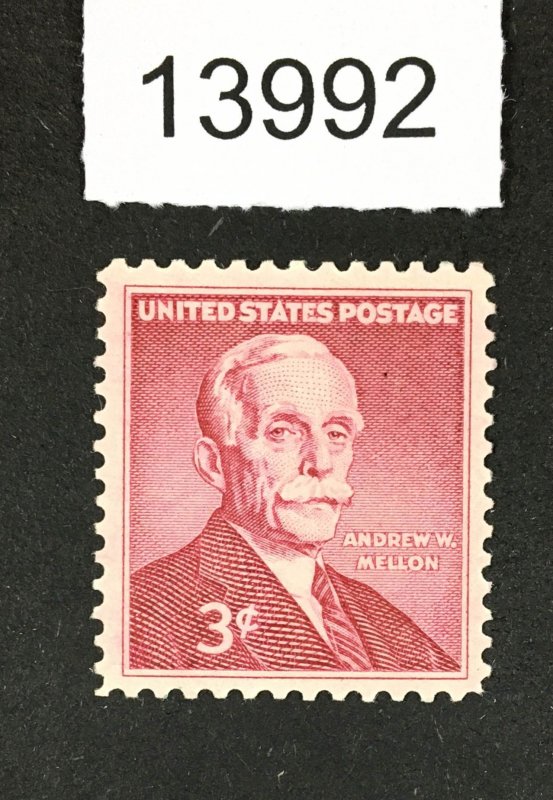 13992
UNITED STATES POSTAGE
ANDREW W.
MELLON
3¢